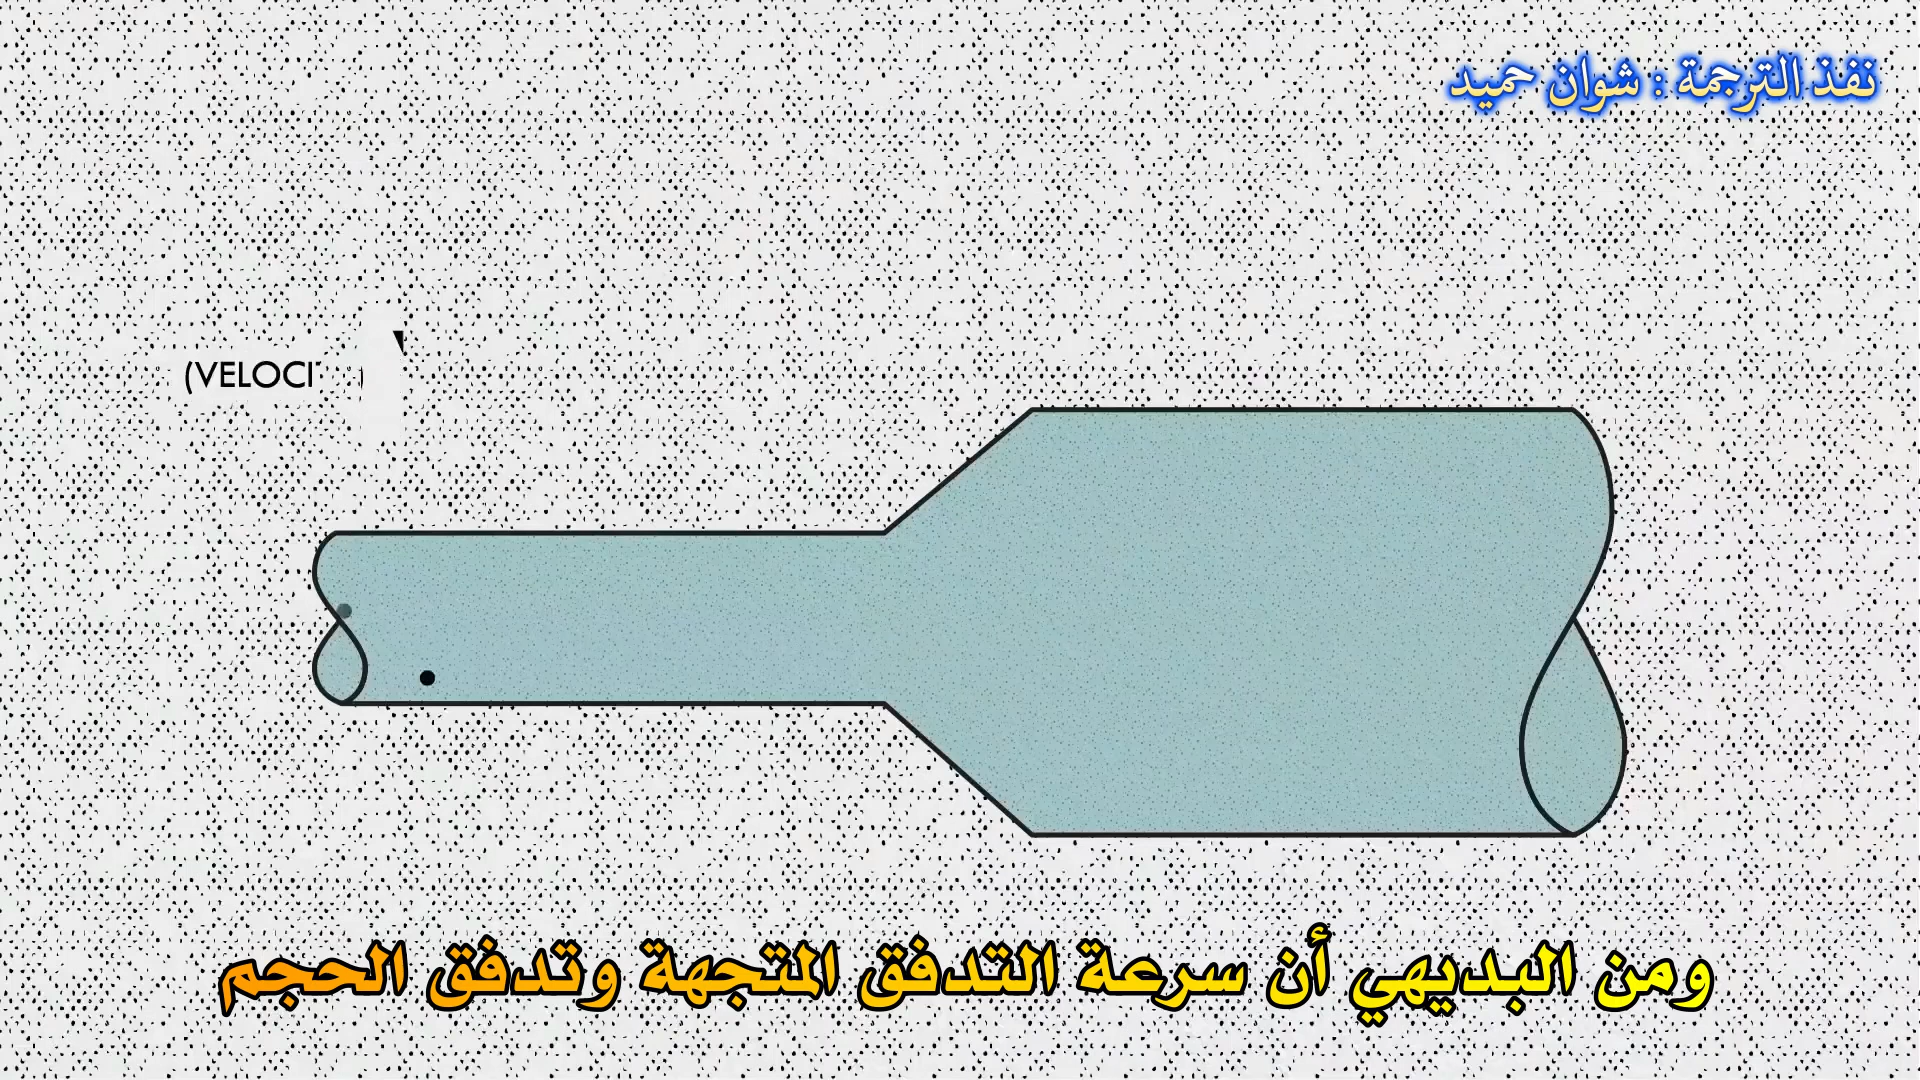 نفذ الترجمة : شوان حميد
(VELOCI
ومن البديهي أن سرعة التدفق المتجهة وتدفق الحجم